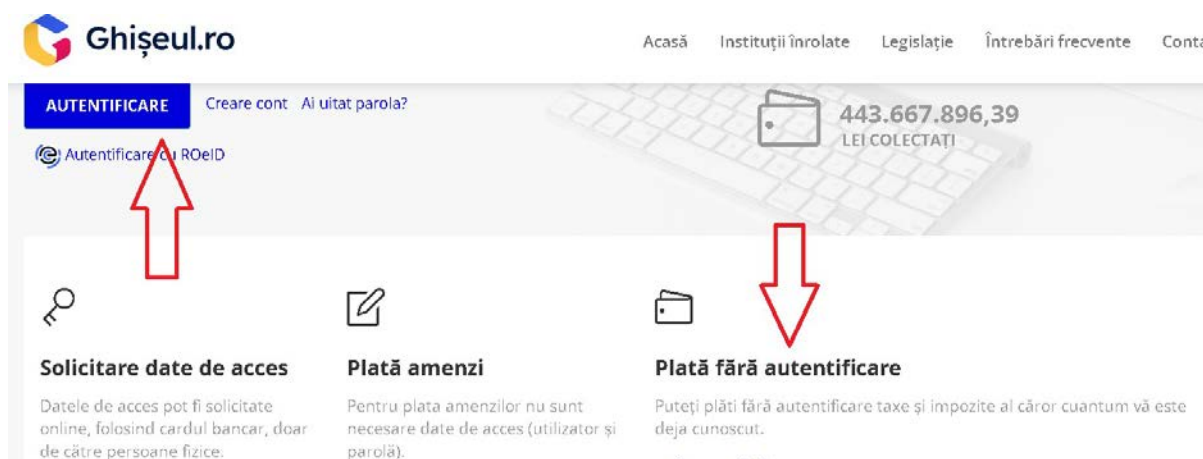 Ghișeul.ro
Acasă Instituții înrolate Legislație Întrebări frecvente
AUTENTIFICARE Creare cont Ai uitat parola?
443.667.896,39
LEI COLECTAȚI
Autentificare cu ROeID
Solicitare date de acces
Datele de acces pot fi solicitate
online, folosind cardul bancar, doar
de către persoane fizice.
Plată amenzi
Pentru plata amenzilor nu sunt
necesare date de acces (utilizator și
parolă).
Plată fără autentificare
Puteți plăti fără autentificare taxe și impozite al căror cuantum vă este
deja cunoscut.